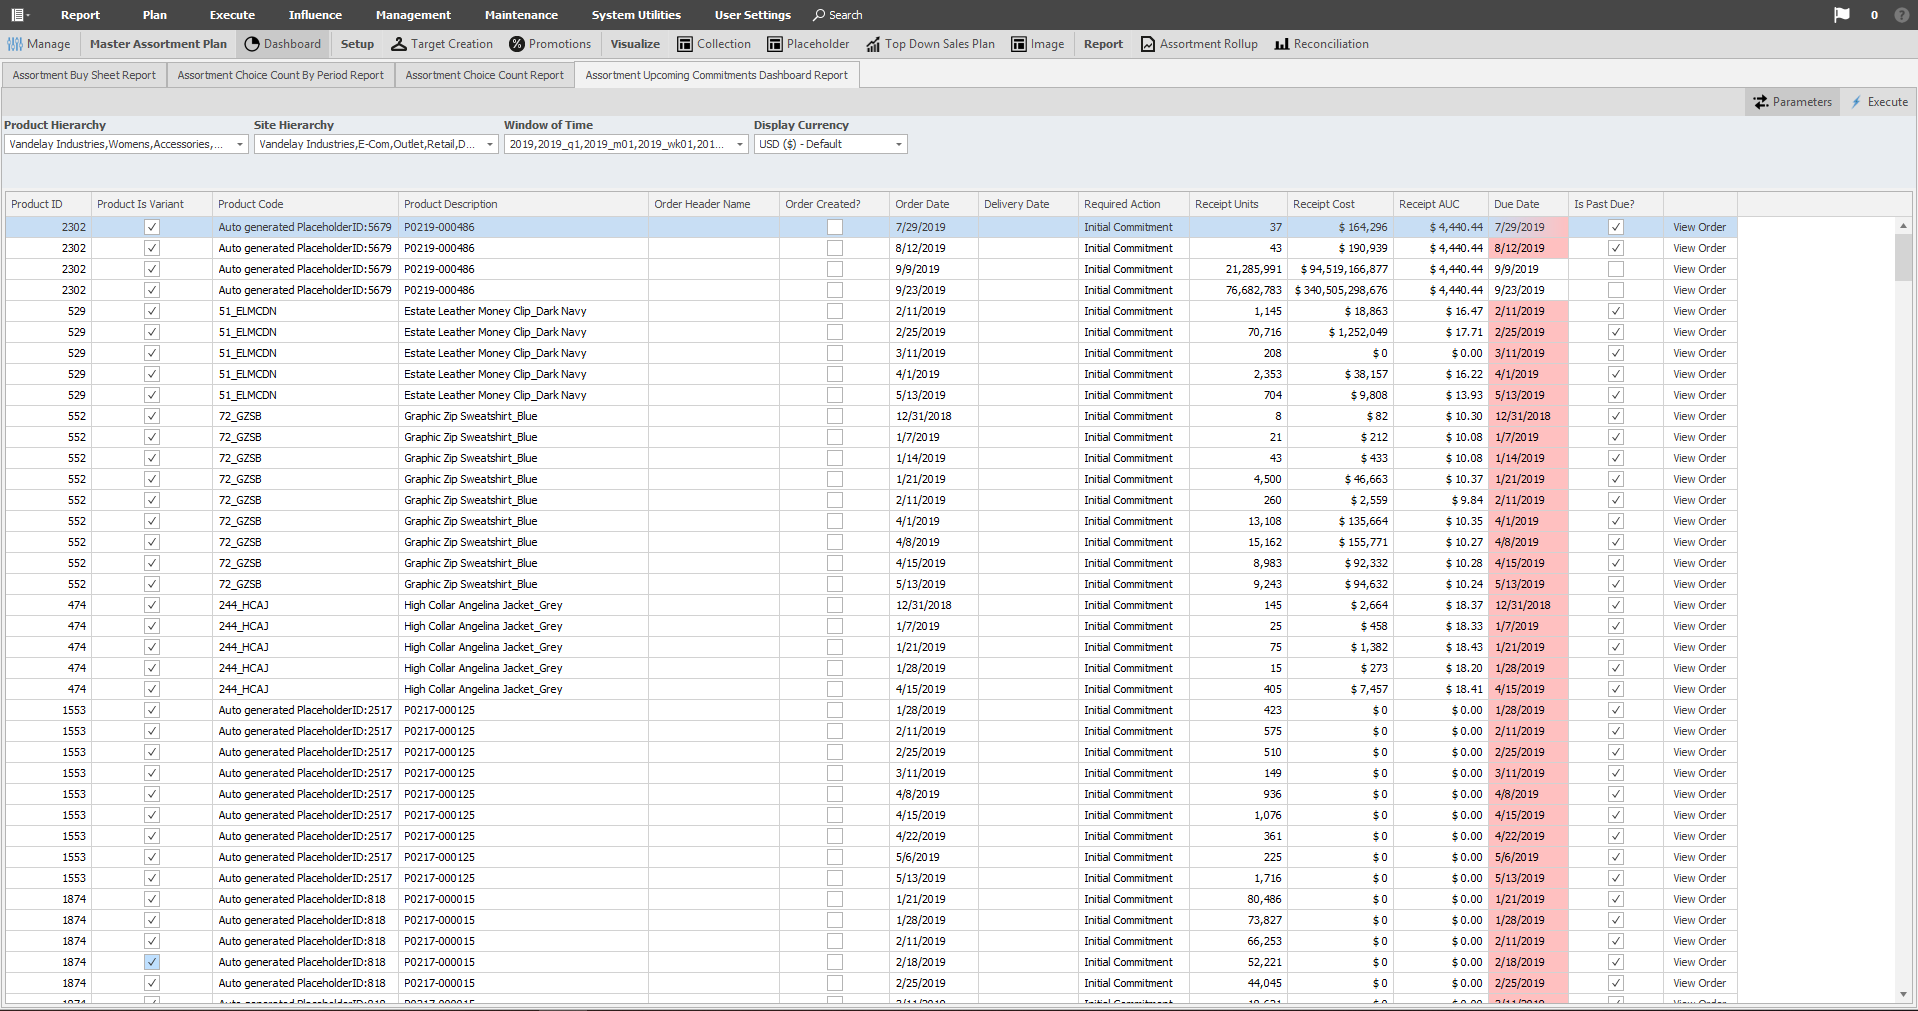 Report Plan Execute Influence Management Maintenance System Utilities User Settings Search 0 ?
Manage Master Assortment Plan Dashboard Setup Target Creation % Promotions Visualize Collection Placeholder Top Down Sales Plan Image Report Assortment Rollup Reconciliation
Assortment Buy Sheet Report Assortment Choice Count By Period Report Assortment Choice Count Report Assortment Upcoming Commitments Dashboard Report
Parameters Execute
Product Hierarchy Site Hierarchy Window of Time Display Currency
Vandelay Industries,Womens,Accessories,... Vandelay Industries,E-Com,Outlet,Retail,D... 2019,2019_q1,2019_m01,2019_wk01,201... USD ($) - Default
Product ID Product Is Variant Product Code Product Description Order Header Name Order Created? Order Date Delivery Date Required Action Receipt Units Receipt Cost Receipt AUC Due Date Is Past Due?
2302 Auto generated PlaceholderID:5679 P0219-000486 7/29/2019 Initial Commitment 37 $ 164,296 $ 4,440.44 7/29/2019 View Order
2302 Auto generated PlaceholderID:5679 P0219-000486 8/12/2019 Initial Commitment 43 $ 190,939 $ 4,440.44 8/12/2019 View Order
2302 Auto generated PlaceholderID:5679 P0219-000486 9/9/2019 Initial Commitment 21,285,991 $ 94,519,166,877 $ 4,440.44 9/9/2019 View Order
2302 Auto generated PlaceholderID:5679 P0219-000486 9/23/2019 Initial Commitment 76,682,783 $ 340,505,298,676 $ 4,440.44 9/23/2019 View Order
529 51_ELMCDN Estate Leather Money Clip_Dark Navy 2/11/2019 Initial Commitment 1,145 $ 18,863 $ 16.47 2/11/2019 View Order
529 51_ELMCDN Estate Leather Money Clip_Dark Navy 2/25/2019 Initial Commitment 70,716 $ 1,252,049 $ 17.71 2/25/2019 View Order
529 51_ELMCDN Estate Leather Money Clip_Dark Navy 3/11/2019 Initial Commitment 208 $ 0 $ 0.00 3/11/2019 View Order
529 51_ELMCDN Estate Leather Money Clip_Dark Navy 4/1/2019 Initial Commitment 2,353 $ 38,157 $ 16.22 4/1/2019 View Order
529 51_ELMCDN Estate Leather Money Clip_Dark Navy 5/13/2019 Initial Commitment 704 $ 9,808 $ 13.93 5/13/2019 View Order
552 72_GZSB Graphic Zip Sweatshirt_Blue 12/31/2018 Initial Commitment 8 $ 82 $ 10.30 12/31/2018 View Order
552 72_GZSB Graphic Zip Sweatshirt_Blue 1/7/2019 Initial Commitment 21 $ 212 $ 10.08 1/7/2019 View Order
552 72_GZSB Graphic Zip Sweatshirt_Blue 1/14/2019 Initial Commitment 43 $ 433 $ 10.08 1/14/2019 View Order
552 72_GZSB Graphic Zip Sweatshirt_Blue 1/21/2019 Initial Commitment 4,500 $ 46,663 $ 10.37 1/21/2019 View Order
552 72_GZSB Graphic Zip Sweatshirt_Blue 2/11/2019 Initial Commitment 260 $ 2,559 $ 9.84 2/11/2019 View Order
552 72_GZSB Graphic Zip Sweatshirt_Blue 4/1/2019 Initial Commitment 13,108 $ 135,664 $ 10.35 4/1/2019 View Order
552 72_GZSB Graphic Zip Sweatshirt_Blue 4/8/2019 Initial Commitment 15,162 $ 155,771 $ 10.27 4/8/2019 View Order
552 72_GZSB Graphic Zip Sweatshirt_Blue 4/15/2019 Initial Commitment 8,983 $ 92,332 $ 10.28 4/15/2019 View Order
552 72_GZSB Graphic Zip Sweatshirt_Blue 5/13/2019 Initial Commitment 9,243 $ 94,632 $ 10.24 5/13/2019 View Order
474 244_HCAJ High Collar Angelina Jacket_Grey 12/31/2018 Initial Commitment 145 $ 2,664 $ 18.37 12/31/2018 View Order
474 244_HCAJ High Collar Angelina Jacket_Grey 1/7/2019 Initial Commitment 25 $ 458 $ 18.33 1/7/2019 View Order
474 244_HCAJ High Collar Angelina Jacket_Grey 1/21/2019 Initial Commitment 75 $ 1,382 $ 18.43 1/21/2019 View Order
474 244_HCAJ High Collar Angelina Jacket_Grey 1/28/2019 Initial Commitment 15 $ 273 $ 18.20 1/28/2019 View Order
474 244_HCAJ High Collar Angelina Jacket_Grey 4/15/2019 Initial Commitment 405 $ 7,457 $ 18.41 4/15/2019 View Order
1553 Auto generated PlaceholderID:2517 P0217-000125 1/28/2019 Initial Commitment 423 $ 0 $ 0.00 1/28/2019 View Order
1553 Auto generated PlaceholderID:2517 P0217-000125 2/11/2019 Initial Commitment 575 $ 0 $ 0.00 2/11/2019 View Order
1553 Auto generated PlaceholderID:2517 P0217-000125 2/25/2019 Initial Commitment 510 $ 0 $ 0.00 2/25/2019 View Order
1553 Auto generated PlaceholderID:2517 P0217-000125 3/11/2019 Initial Commitment 149 $ 0 $ 0.00 3/11/2019 View Order
1553 Auto generated PlaceholderID:2517 P0217-000125 4/8/2019 Initial Commitment 936 $ 0 $ 0.00 4/8/2019 View Order
1553 Auto generated PlaceholderID:2517 P0217-000125 4/15/2019 Initial Commitment 1,076 $ 0 $ 0.00 4/15/2019 View Order
1553 Auto generated PlaceholderID:2517 P0217-000125 4/22/2019 Initial Commitment 361 $ 0 $ 0.00 4/22/2019 View Order
1553 Auto generated PlaceholderID:2517 P0217-000125 5/6/2019 Initial Commitment 225 $ 0 $ 0.00 5/6/2019 View Order
1553 Auto generated PlaceholderID:2517 P0217-000125 5/13/2019 Initial Commitment 1,716 $ 0 $ 0.00 5/13/2019 View Order
1874 Auto generated PlaceholderID:818 P0217-000015 1/21/2019 Initial Commitment 80,486 $ 0 $ 0.00 1/21/2019 View Order
1874 Auto generated PlaceholderID:818 P0217-000015 1/28/2019 Initial Commitment 73,827 $ 0 $ 0.00 1/28/2019 View Order
1874 Auto generated PlaceholderID:818 P0217-000015 2/11/2019 Initial Commitment 66,253 $ 0 $ 0.00 2/11/2019 View Order
1874 Auto generated PlaceholderID:818 P0217-000015 2/18/2019 Initial Commitment 52,221 $ 0 $ 0.00 2/18/2019 View Order
1874 Auto generated PlaceholderID:818 P0217-000015 2/25/2019 Initial Commitment 44,045 $ 0 $ 0.00 2/25/2019 View Order